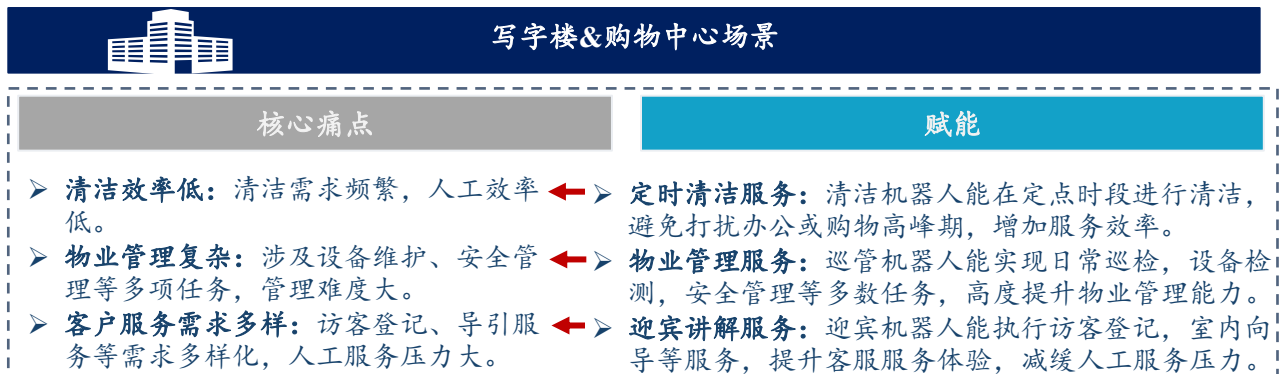 写字楼&购物中心场景
核心痛点
清洁效率低：清洁需求频繁，人工效率
低。
物业管理复杂：涉及设备维护、安全管
理等多项任务，管理难度大。
客户服务需求多样：访客登记、导引服
务等需求多样化，人工服务压力大。
赋能
定时清洁服务：清洁机器人能在定点时段进行清洁，
避免打扰办公或购物高峰期，增加服务效率。
物业管理服务：巡管机器人能实现日常巡检，设备检
测，安全管理等多数任务，高度提升物业管理能力。
迎宾讲解服务：迎宾机器人能执行访客登记，室内向
导等服务，提升客服服务体验，减缓人工服务压力。